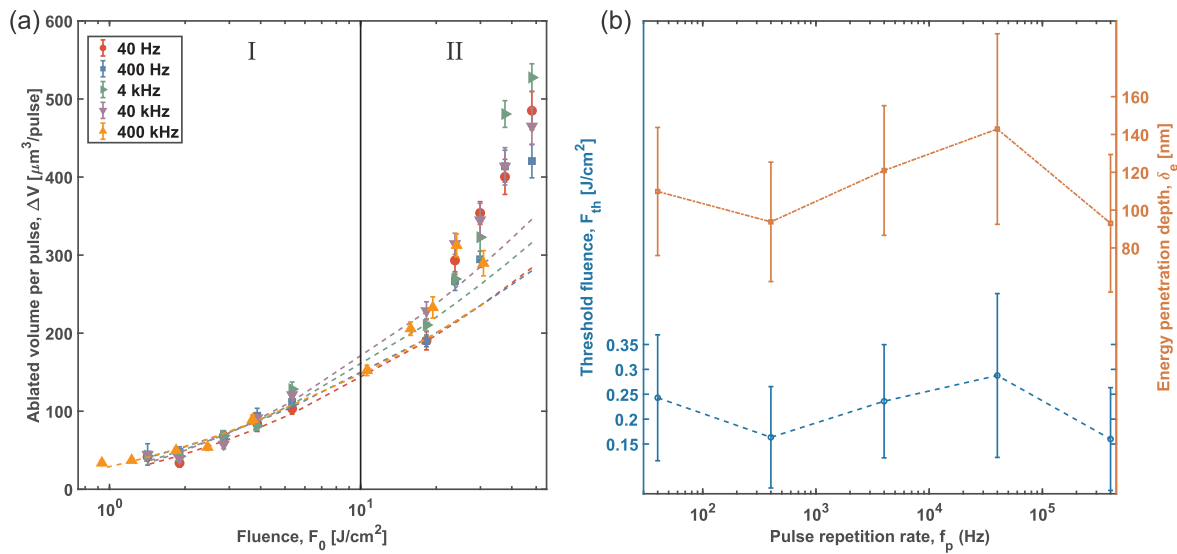 (a)
600
500
400
300
200
100
0
Ablated volume per pulse, ΔV [μm³/pulse]
I
II
40 Hz
400 Hz
4 kHz
40 kHz
400 kHz
10⁰
10¹
Fluence, F₀ [J/cm²]
(b)
Threshold fluence, F_th [J/cm²]
0.35
0.3
0.25
0.2
0.15
160
140
120
100
80
Energy penetration depth, δ_e [nm]
10²
10³
10⁴
10⁵
Pulse repetition rate, f_p (Hz)